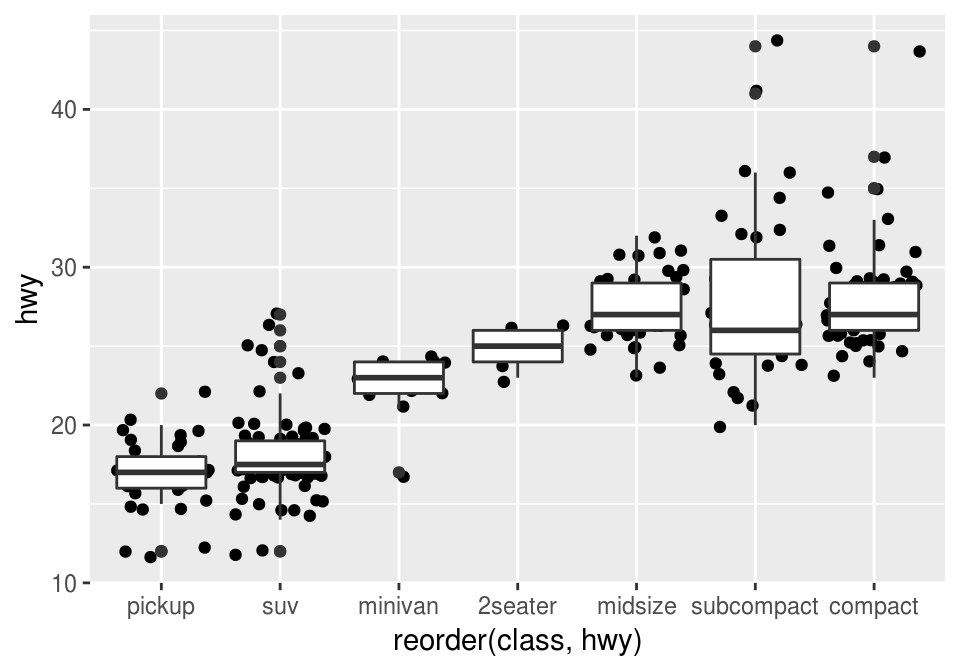 40
30
20
10
hwy
pickup suv minivan 2seater midsize subcompact compact
reorder(class, hwy)